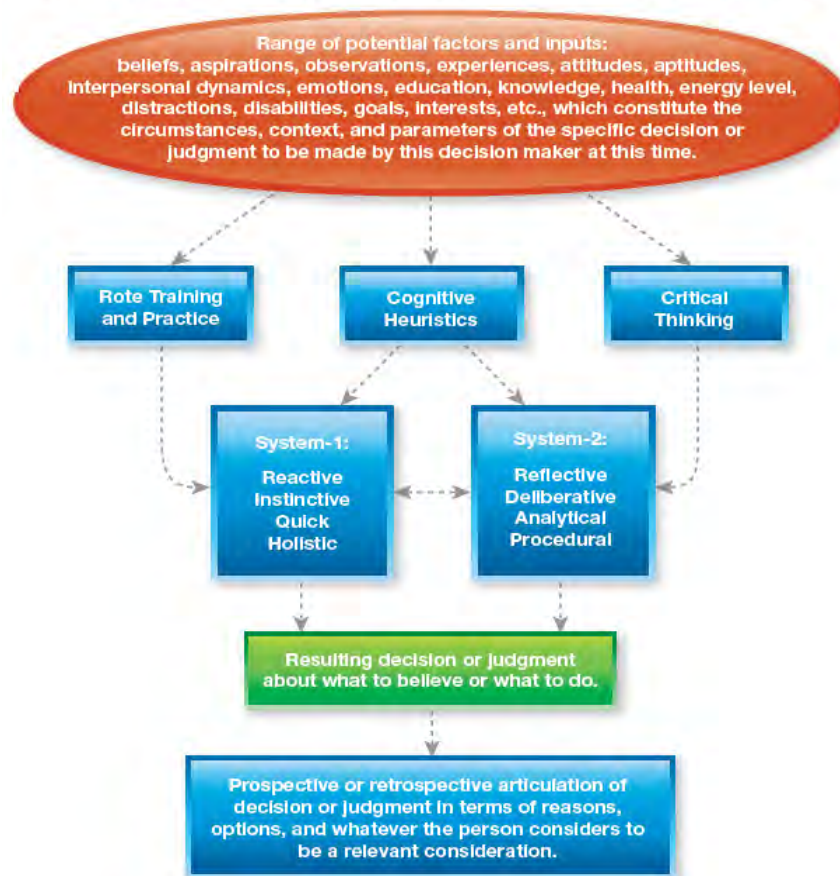 Range of potential factors and inputs:
beliefs, aspirations, observations, experiences, attitudes, aptitudes,
interpersonal dynamics, emotions, education, knowledge, health, energy level,
distractions, disabilities, goals, interests, etc., which constitute the
circumstances, context, and parameters of the specific decision or
judgment to be made by this decision maker at this time.
Rote Training
and Practice
Cognitive
Heuristics
Critical
Thinking
System-1:
Reactive
Instinctive
Quick
Holistic
System-2:
Reflective
Deliberative
Analytical
Procedural
Resulting decision or judgment
about what to believe or what to do.
Prospective or retrospective articulation of
decision or judgment in terms of reasons,
options, and whatever the person considers to
be a relevant consideration.